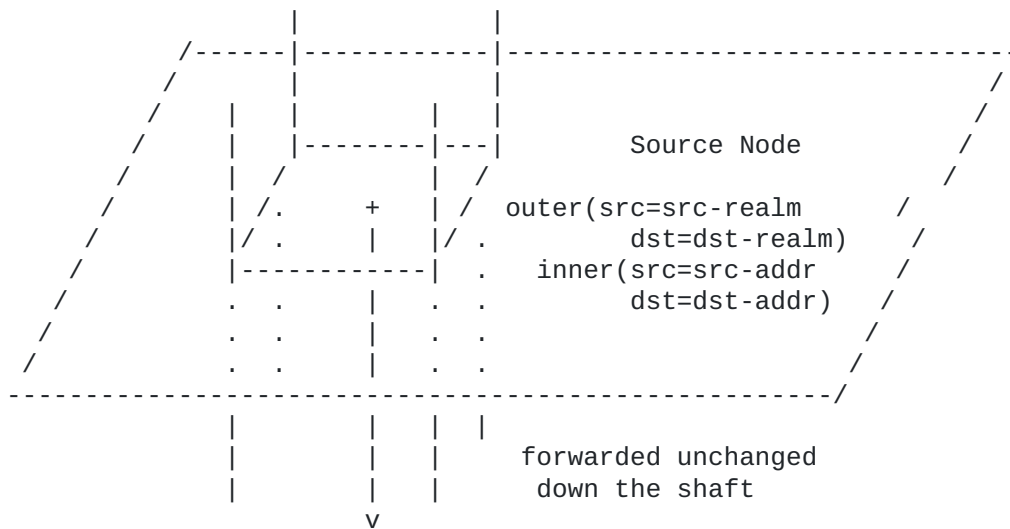 Source Node
outer(src=src-realm
dst=dst-realm)
inner(src=src-addr
dst=dst-addr)
forwarded unchanged
down the shaft